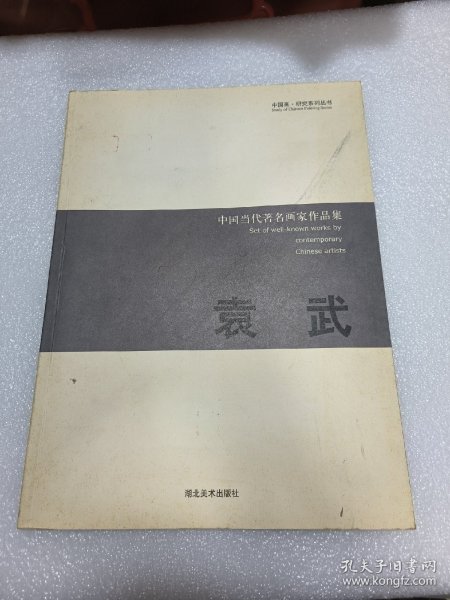 中国画·研究系列丛书
Study of Chinese Painting Series
中国当代著名画家作品集
Set of well-known works by
contemporary
Chinese artists
袁 武
湖北美术出版社
孔夫子旧书网
www.kongfz.com